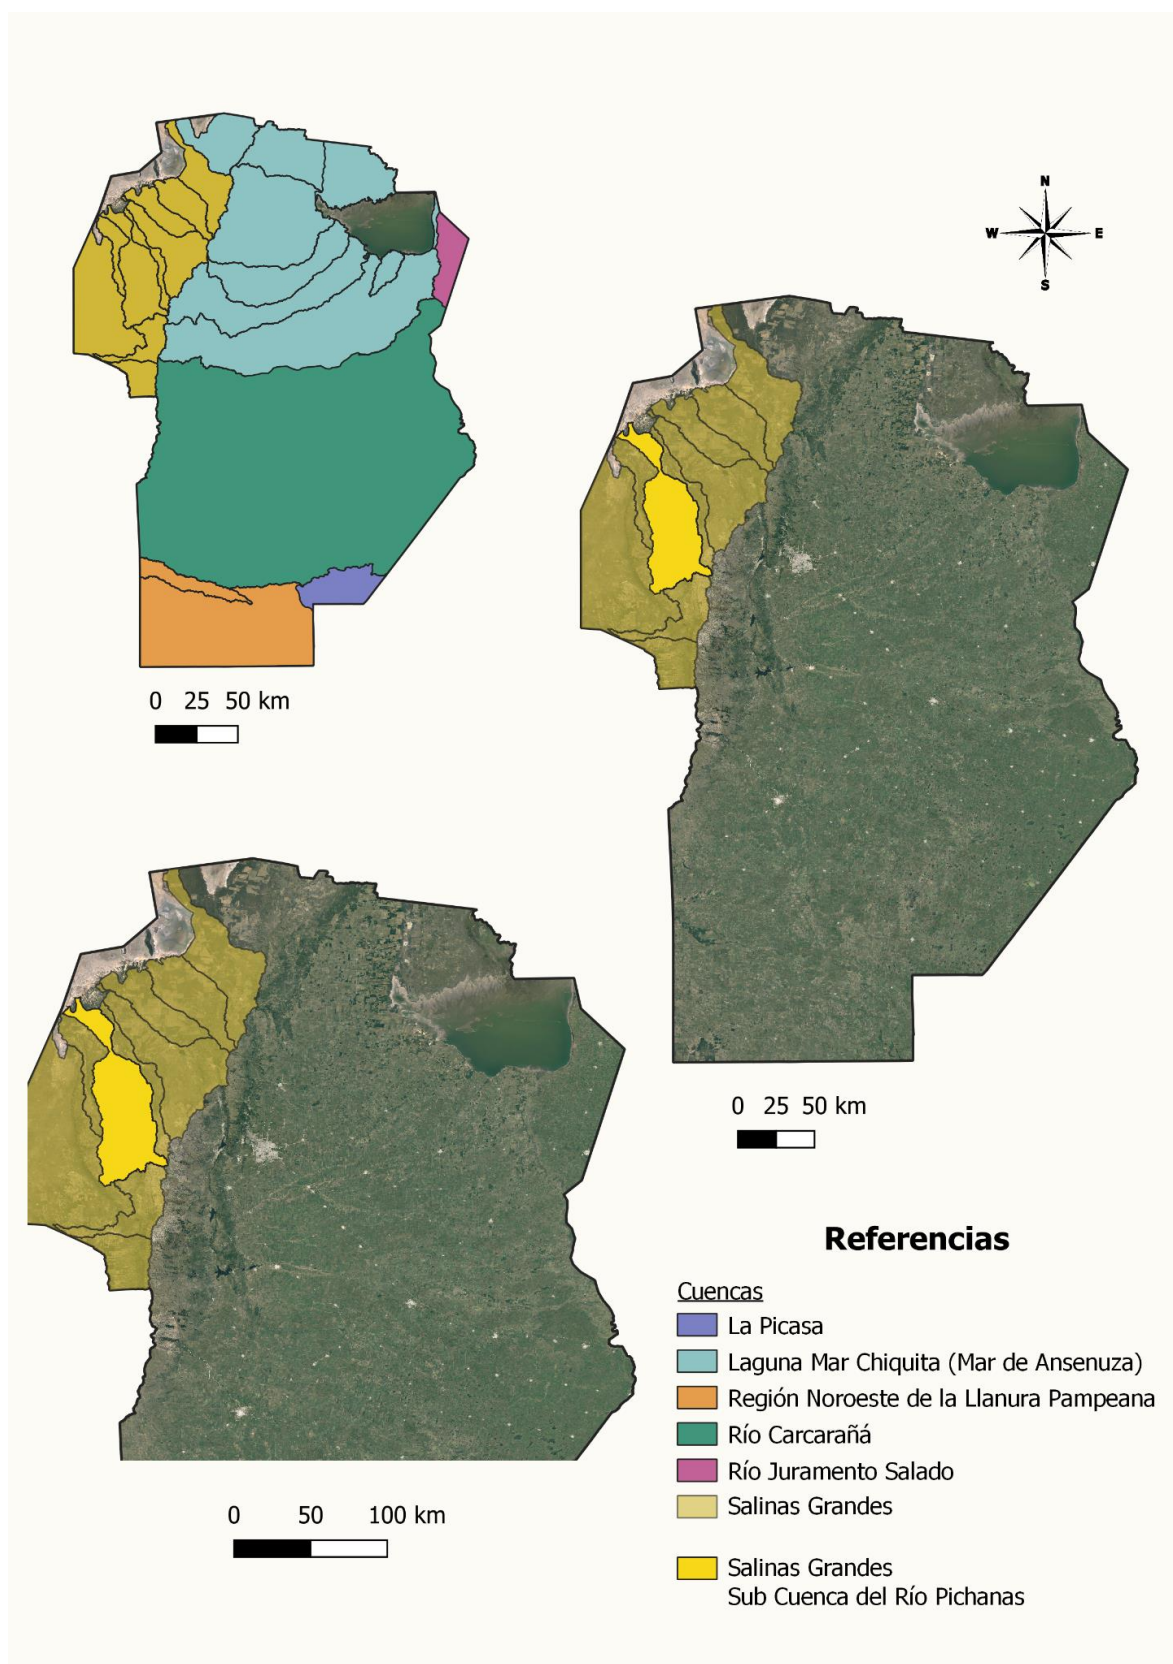 N
W E
S
0 25 50 km
0 25 50 km
0 50 100 km
Referencias
Cuencas
La Picasa
Laguna Mar Chiquita (Mar de Ansenuza)
Región Noroeste de la Llanura Pampeana
Río Carcarañá
Río Juramento Salado
Salinas Grandes
Salinas Grandes
Sub Cuenca del Río Pichanas